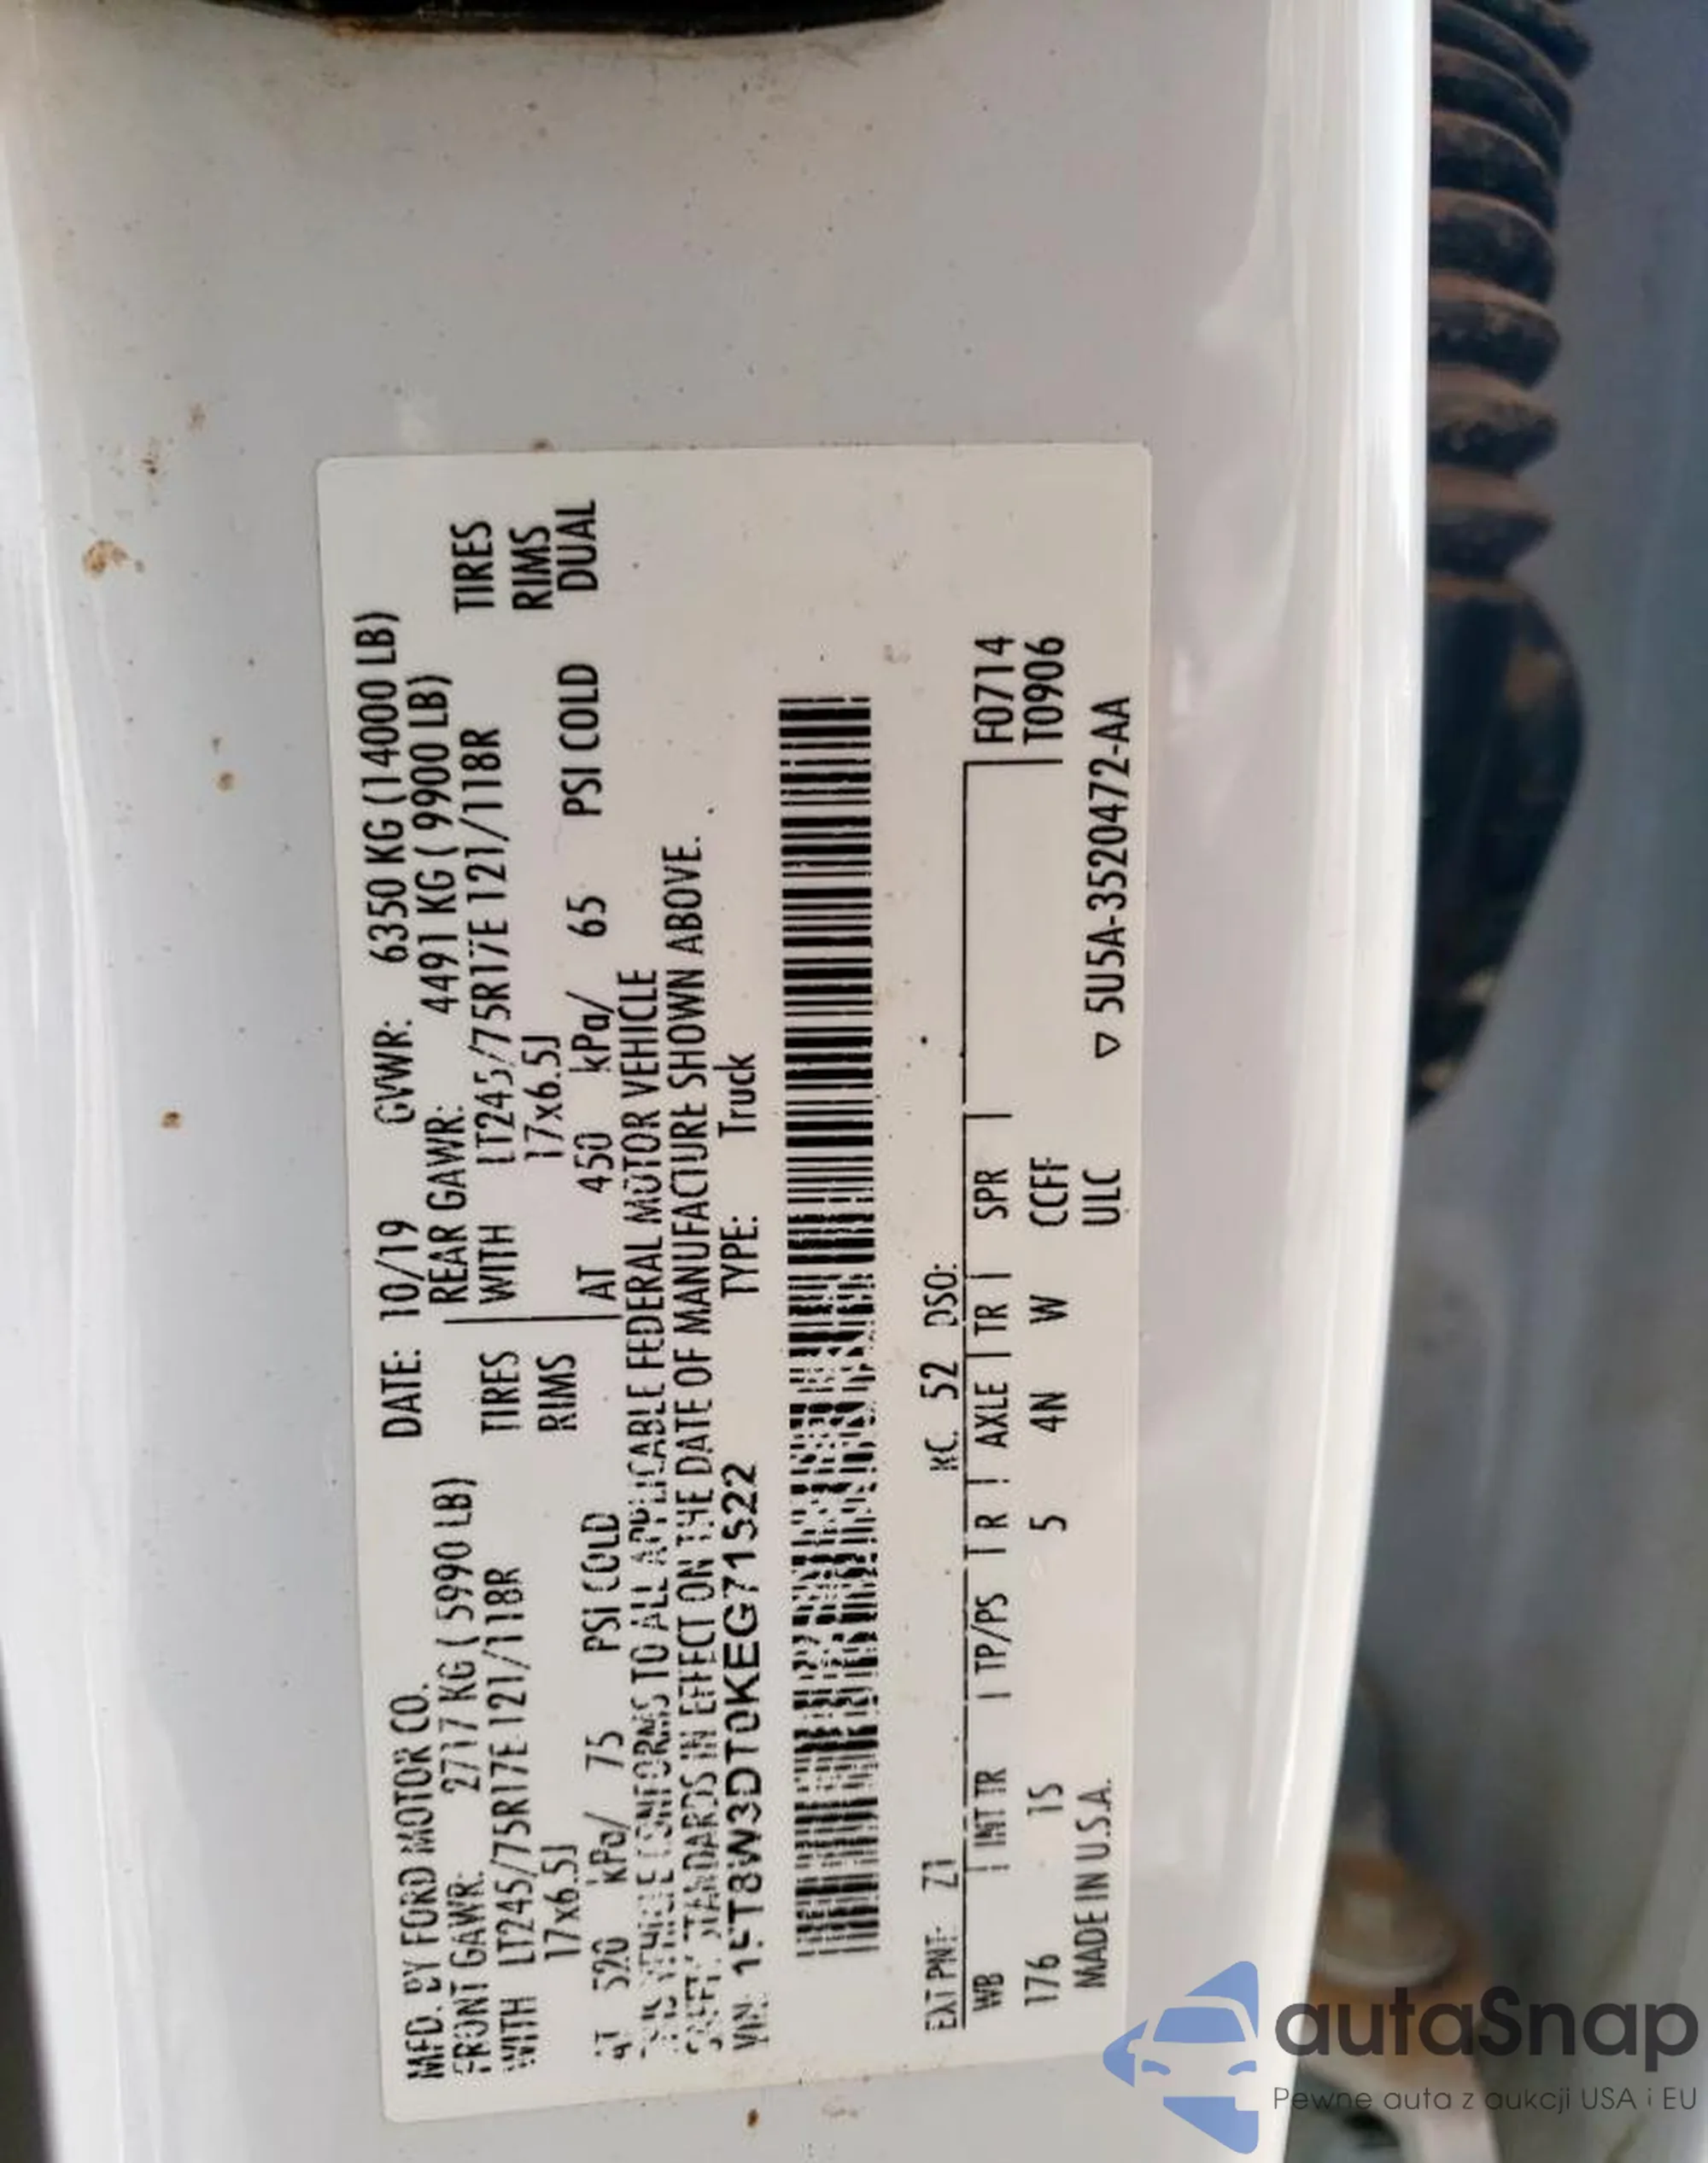 MFD. BY FORD MOTOR CO. DATE: 10/19 GVWR: 6350 KG (14000 LB)
FRONT GAWR: 2717 KG ( 5990 LB) REAR GAWR: 4491 KG ( 9900 LB)
WITH LT245/75R17E 121/118R TIRES WITH LT245/75R17E 121/118R TIRES
17x6.5J RIMS 17x6.5J RIMS
AT 520 kPa/ 75 PSI COLD AT 450 kPa/ 65 PSI COLD DUAL
THIS VEHICLE CONFORMS TO ALL APPLICABLE FEDERAL MOTOR VEHICLE
SAFETY STANDARDS IN EFFECT ON THE DATE OF MANUFACTURE SHOWN ABOVE.
VIN: 1FT8W3DT0KEG71522 TYPE: Truck
EXT PNT: Z1 RC: 52 DSO:
WB INT TR TP/PS R AXLE TR SPR F0714
176 1S 5 4N W CCFF T0906
MADE IN U.S.A. ULC ▽ 5U5A-3520472-AA
autaSnap
Pewne auta z aukcji USA i EU